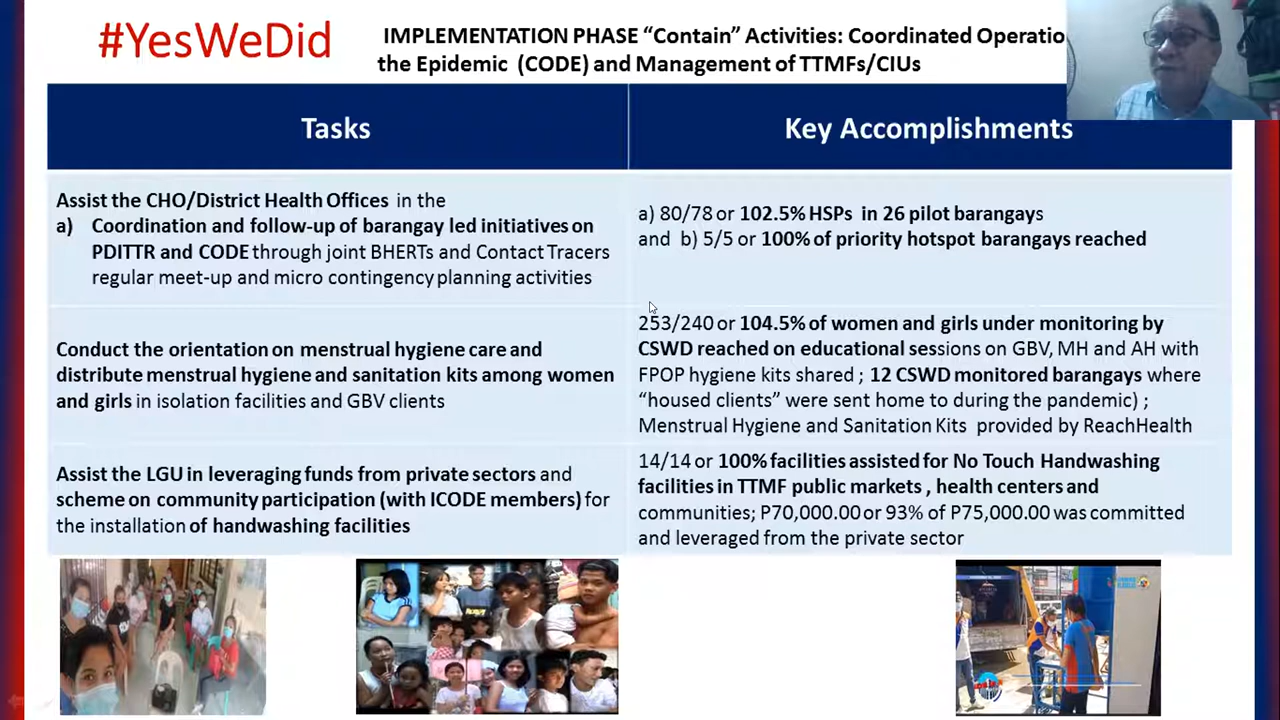 #YesWeDid
IMPLEMENTATION PHASE “Contain” Activities: Coordinated Operatio
the Epidemic (CODE) and Management of TTMFs/CIUs
Tasks
Key Accomplishments
Assist the CHO/District Health Offices in the
a) Coordination and follow-up of barangay led initiatives on
PDITTR and CODE through joint BHERTs and Contact Tracers
regular meet-up and micro contingency planning activities
a) 80/78 or 102.5% HSPs in 26 pilot barangays
and b) 5/5 or 100% of priority hotspot barangays reached
Conduct the orientation on menstrual hygiene care and
distribute menstrual hygiene and sanitation kits among women
and girls in isolation facilities and GBV clients
253/240 or 104.5% of women and girls under monitoring by
CSWD reached on educational sessions on GBV, MH and AH with
FPOP hygiene kits shared ; 12 CSWD monitored barangays where
“housed clients” were sent home to during the pandemic) ;
Menstrual Hygiene and Sanitation Kits provided by ReachHealth
Assist the LGU in leveraging funds from private sectors and
scheme on community participation (with ICODE members) for
the installation of handwashing facilities
14/14 or 100% facilities assisted for No Touch Handwashing
facilities in TTMF public markets , health centers and
communities; P70,000.00 or 93% of P75,000.00 was committed
and leveraged from the private sector